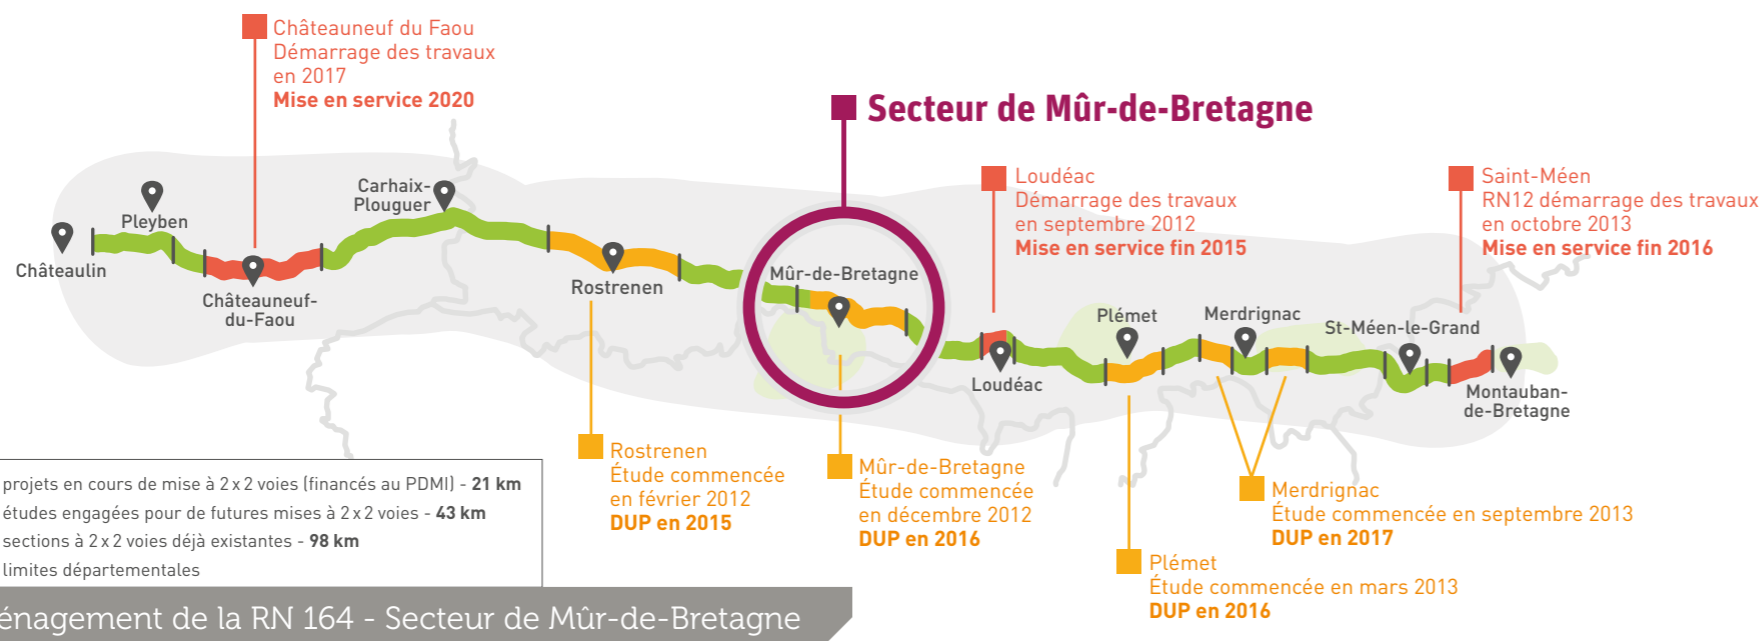 Châteauneuf du Faou
Démarrage des travaux
en 2017
Mise en service 2020
Secteur de Mûr-de-Bretagne
Loudéac
Démarrage des travaux
en septembre 2012
Mise en service fin 2015
Saint-Méen
RN12 démarrage des travaux
en octobre 2013
Mise en service fin 2016
Châteaulin
Pleyben
Châteauneuf-
du-Faou
Carhaix-
Plouguer
Rostrenen
Mûr-de-Bretagne
Loudéac
Plémet
Merdrignac
St-Méen-le-Grand
Montauban-
de-Bretagne
Rostrenen
Étude commencée
en février 2012
DUP en 2015
Mûr-de-Bretagne
Étude commencée
en décembre 2012
DUP en 2016
Merdrignac
Étude commencée en septembre 2013
DUP en 2017
Plémet
Étude commencée en mars 2013
DUP en 2016
projets en cours de mise à 2 x 2 voies (financés au PDMI) - 21 km
études engagées pour de futures mises à 2 x 2 voies - 43 km
sections à 2 x 2 voies déjà existantes - 98 km
limites départementales
énagement de la RN 164 - Secteur de Mûr-de-Bretagne